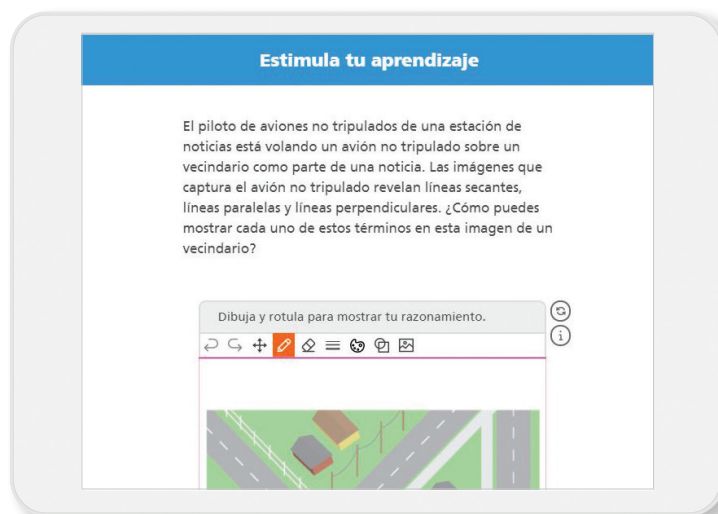 Estimula tu aprendizaje
El piloto de aviones no tripulados de una estación de
noticias está volando un avión no tripulado sobre un
vecindario como parte de una noticia. Las imágenes que
captura el avión no tripulado revelan líneas secantes,
líneas paralelas y líneas perpendiculares. ¿Cómo puedes
mostrar cada uno de estos términos en esta imagen de un
vecindario?
Dibuja y rotula para mostrar tu razonamiento.